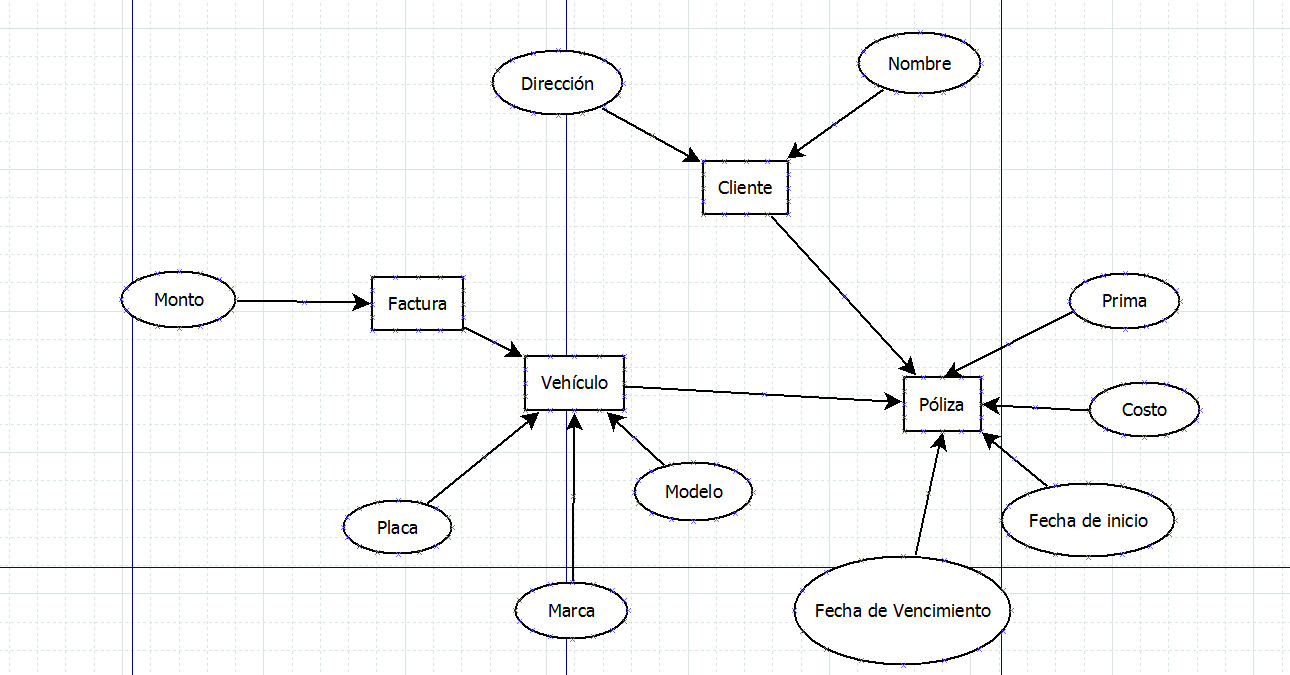 Nombre
Dirección
Cliente
Monto
Factura
Prima
Vehículo
Póliza
Costo
Modelo
Placa
Fecha de inicio
Marca
Fecha de Vencimiento